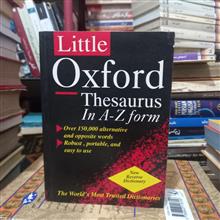 Little
Oxford
Thesaurus
In A-Z form
Over 150,000 alternative
and opposite words
Robust, portable, and
easy to use
New
Reverse
Dictionary
The World's Most Trusted Dictionaries